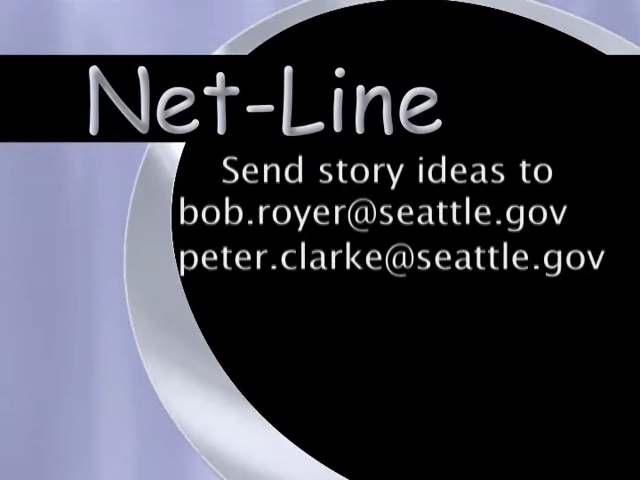 Net-Line
Send story ideas to
bob.royer@seattle.gov
peter.clarke@seattle.gov